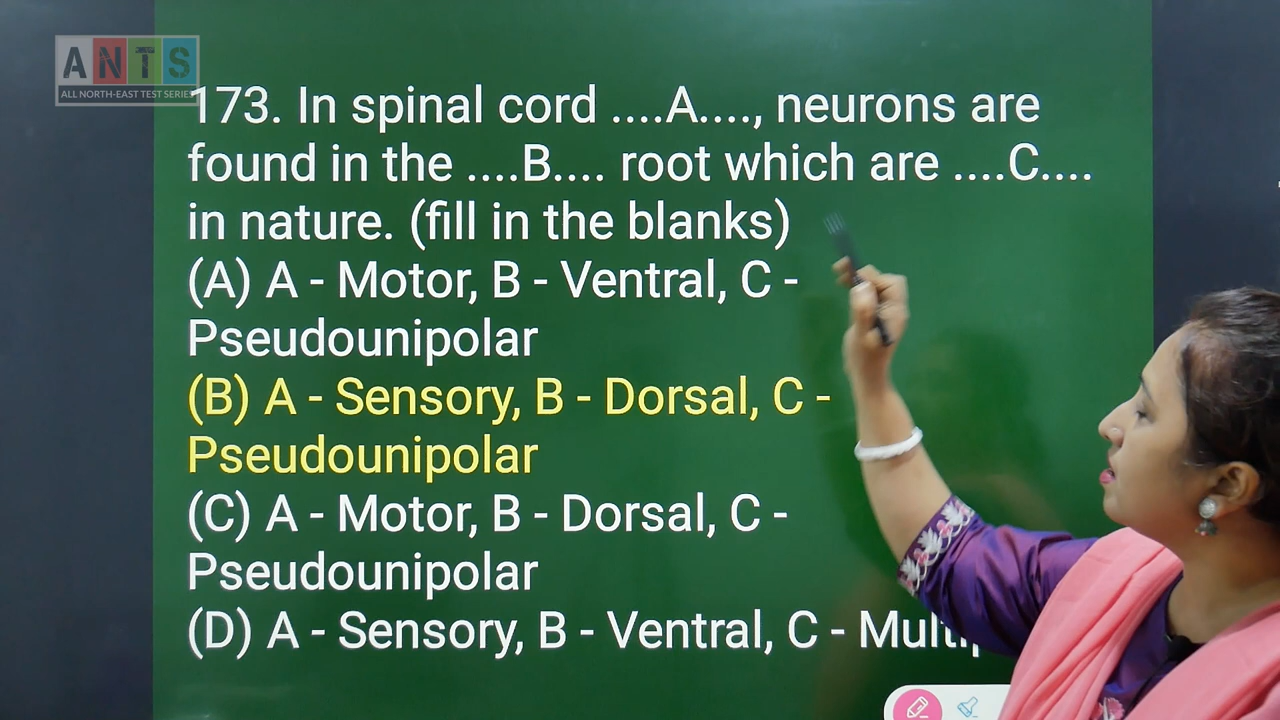 ANTS
ALL NORTH-EAST TEST SERIES
173. In spinal cord ....A...., neurons are
found in the ....B.... root which are ....C....
in nature. (fill in the blanks)
(A) A - Motor, B - Ventral, C -
Pseudounipolar
(B) A - Sensory, B - Dorsal, C -
Pseudounipolar
(C) A - Motor, B - Dorsal, C -
Pseudounipolar
(D) A - Sensory, B - Ventral, C -